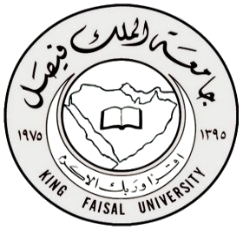 جامعة الملك فيصل
١٩٧٥
١٣٩٥
اقرأ وربك الأكرم
KING FAISAL UNIVERSITY